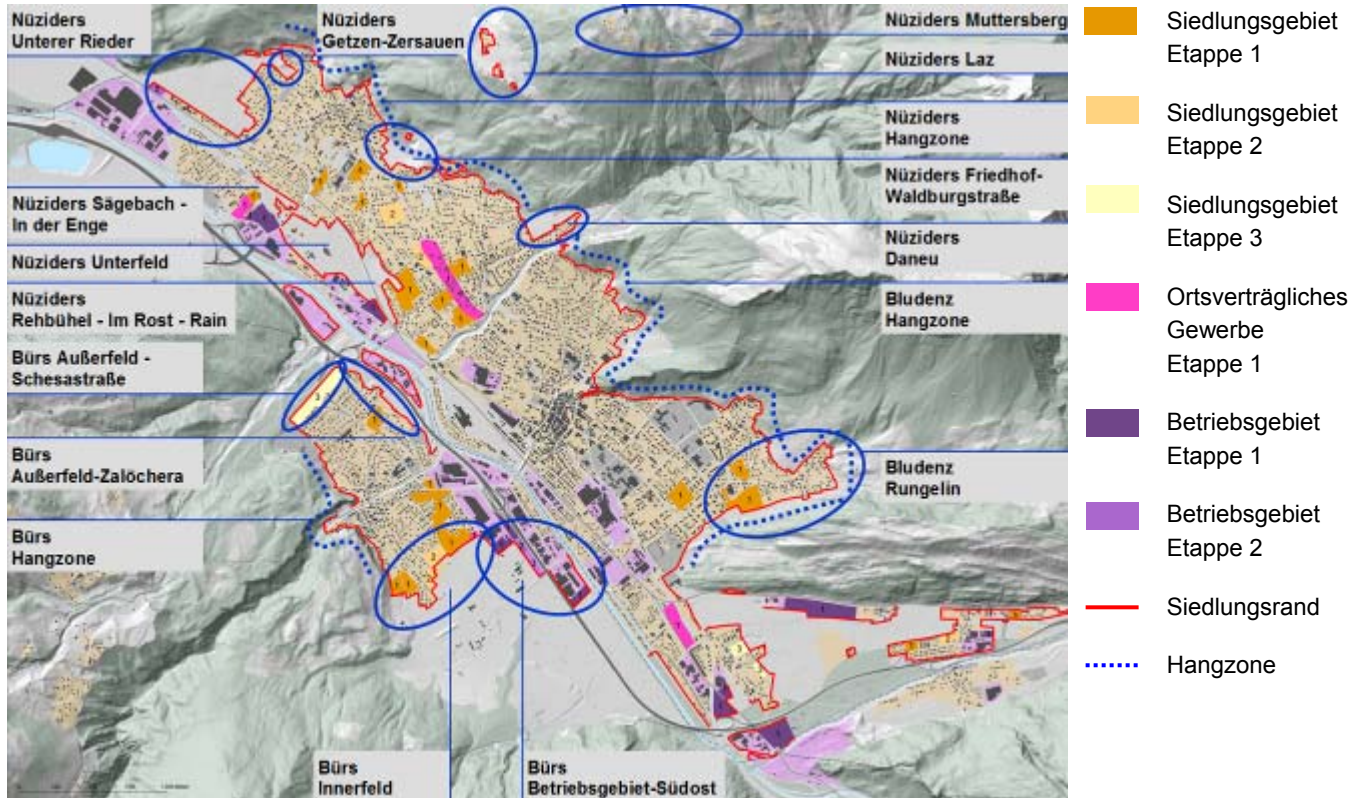 Nüziders
Unterer Rieder
Nüziders
Getzen-Zersauen
Nüziders Muttersberg
Nüziders Laz
Nüziders
Hangzone
Nüziders Friedhof-
Waldburgstraße
Nüziders
Daneu
Bludenz
Hangzone
Bludenz
Rungelin
Nüziders Sägebach -
In der Enge
Nüziders Unterfeld
Nüziders
Rehbühel - Im Rost - Rain
Bürs Außerfeld -
Schesastraße
Bürs
Außerfeld-Zalöchera
Bürs
Hangzone
Bürs
Innerfeld
Bürs
Betriebsgebiet-Südost
Siedlungsgebiet
Etappe 1
Siedlungsgebiet
Etappe 2
Siedlungsgebiet
Etappe 3
Ortsverträgliches
Gewerbe
Etappe 1
Betriebsgebiet
Etappe 1
Betriebsgebiet
Etappe 2
Siedlungsrand
Hangzone